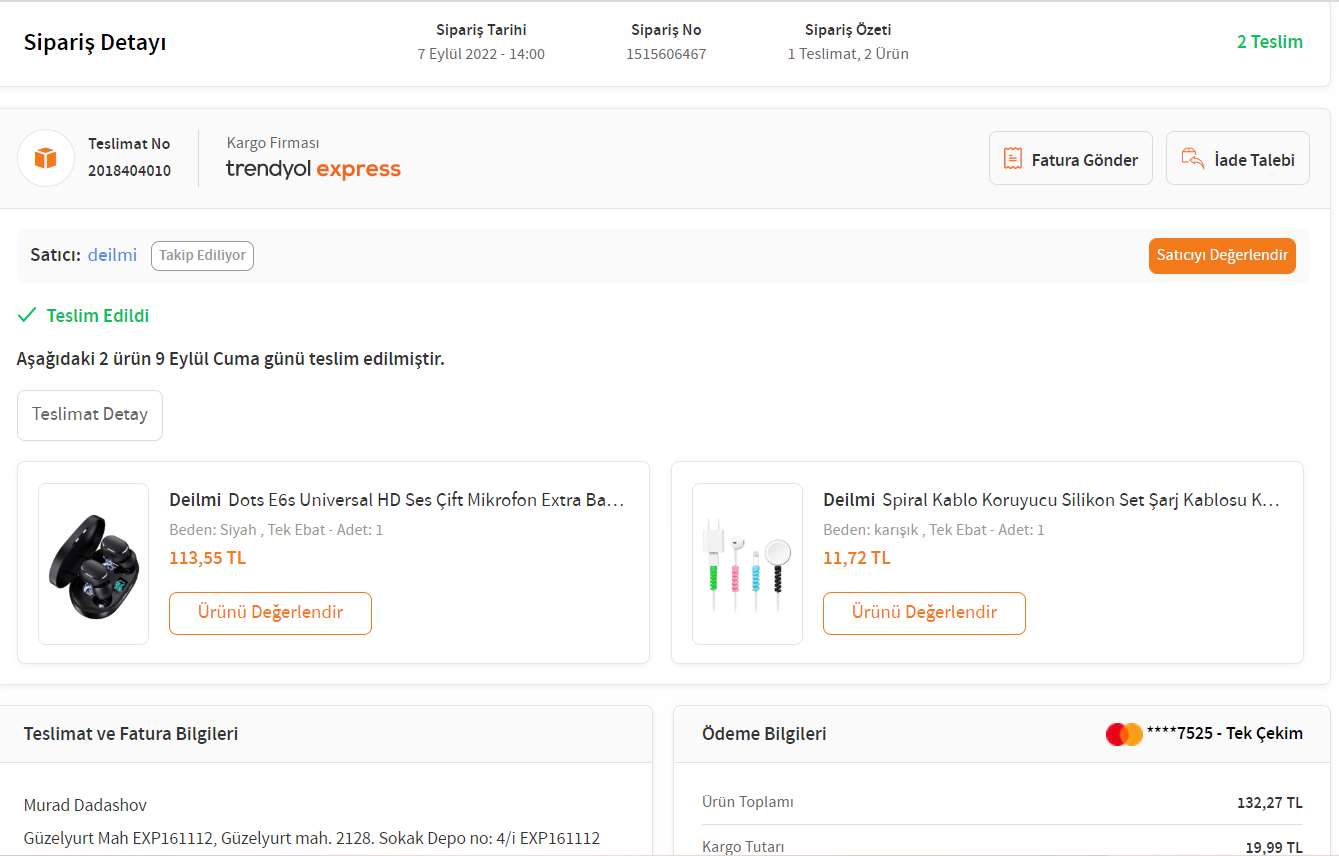 Sipariş Detayı
Sipariş Tarihi
7 Eylül 2022 - 14:00
Sipariş No
1515606467
Sipariş Özeti
1 Teslimat, 2 Ürün
2 Teslim
Teslimat No
2018404010
Kargo Firması
trendyol express
Fatura Gönder
İade Talebi
Satıcı: deilmi
Takip Ediliyor
Satıcıyı Değerlendir
Teslim Edildi
Aşağıdaki 2 ürün 9 Eylül Cuma günü teslim edilmiştir.
Teslimat Detay
Deilmi Dots E6s Universal HD Ses Çift Mikrofon Extra Ba...
Beden: Siyah , Tek Ebat - Adet: 1
113,55 TL
Ürünü Değerlendir
Deilmi Spiral Kablo Koruyucu Silikon Set Şarj Kablosu K...
Beden: karışık , Tek Ebat - Adet: 1
11,72 TL
Ürünü Değerlendir
Teslimat ve Fatura Bilgileri
Murad Dadashov
Güzelyurt Mah EXP161112, Güzelyurt mah. 2128. Sokak Depo no: 4/i EXP161112
Ödeme Bilgileri
****7525 - Tek Çekim
Ürün Toplamı
132,27 TL
Kargo Tutarı
19,99 TL